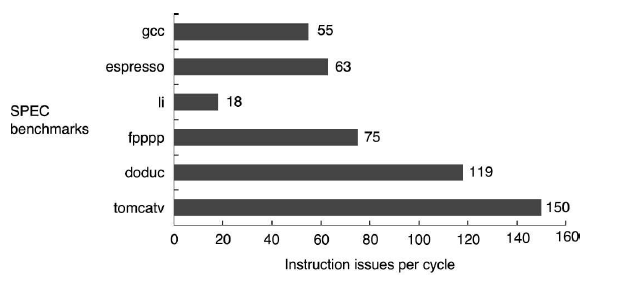 gcc 55
espresso 63
li 18
SPEC
benchmarks
fpppp 75
doduc 119
tomcatv 150
0 20 40 60 80 100 120 140 160
Instruction issues per cycle